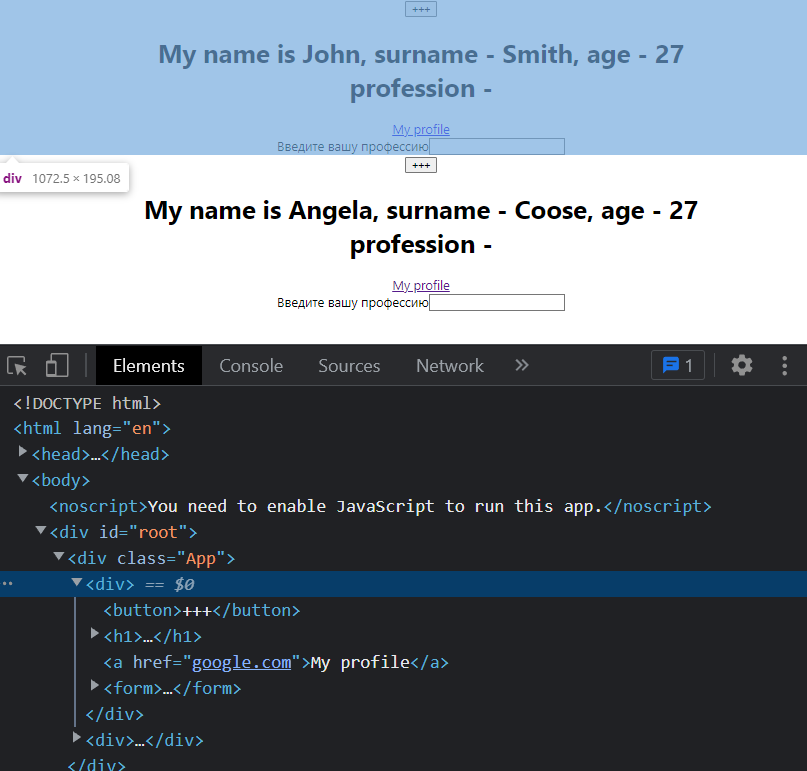 +++
My name is John, surname - Smith, age - 27
profession -
My profile
Введите вашу профессию
div 1072.5 × 195.08
+++
My name is Angela, surname - Coose, age - 27
profession -
My profile
Введите вашу профессию
Elements Console Sources Network » 1
<!DOCTYPE html>
<html lang="en">
<head>…</head>
<body>
<noscript>You need to enable JavaScript to run this app.</noscript>
<div id="root">
<div class="App">
<div> == $0
<button>+++</button>
<h1>…</h1>
<a href="google.com">My profile</a>
<form>…</form>
</div>
<div>…</div>
</div>